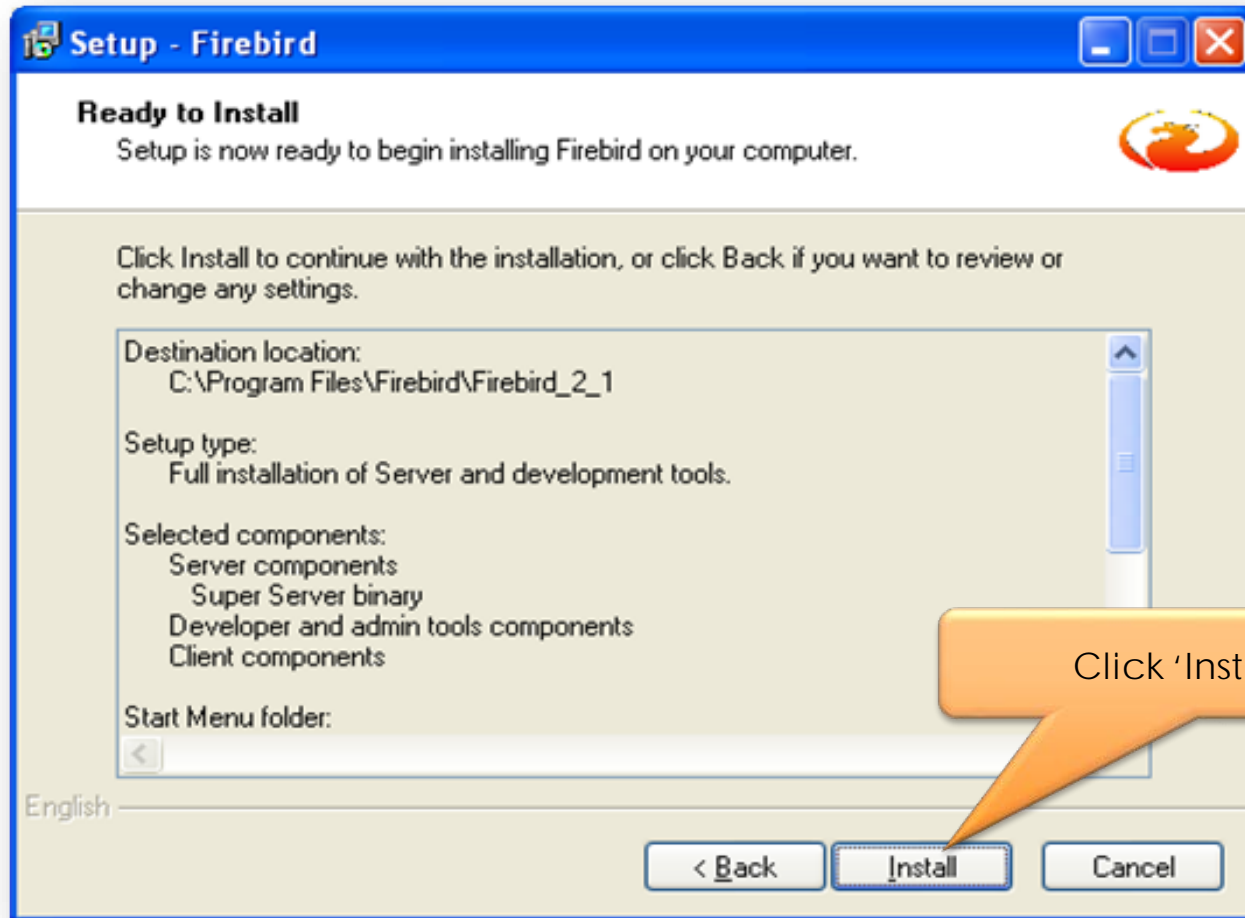 Setup - Firebird
Ready to Install
Setup is now ready to begin installing Firebird on your computer.
Click Install to continue with the installation, or click Back if you want to review or
change any settings.
Destination location:
C:\Program Files\Firebird\Firebird_2_1
Setup type:
Full installation of Server and development tools.
Selected components:
Server components
Super Server binary
Developer and admin tools components
Client components
Start Menu folder:
Click ‘Inst
English
< Back
Install
Cancel